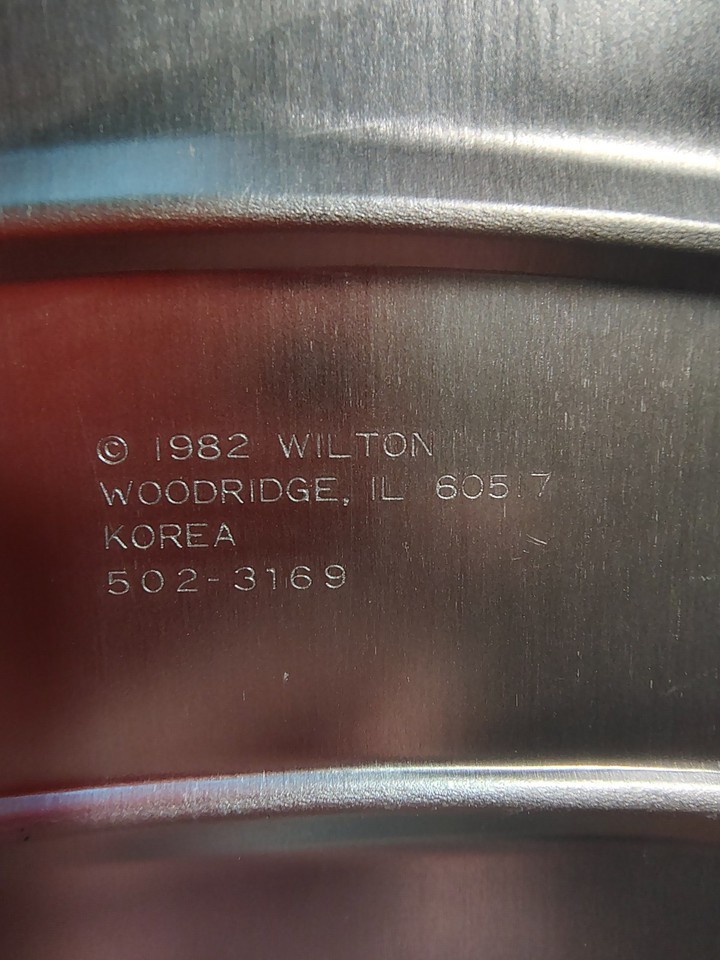 © 1982 WILTON
WOODRIDGE, IL 60517
KOREA
502-3169